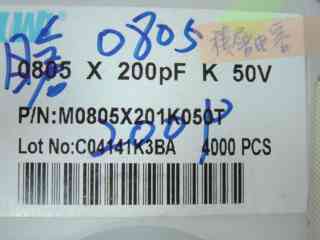 0805
0805 X 200pF K 50V
P/N:M0805X201K050T
200P
Lot No:C04141K3BA 4000 PCS